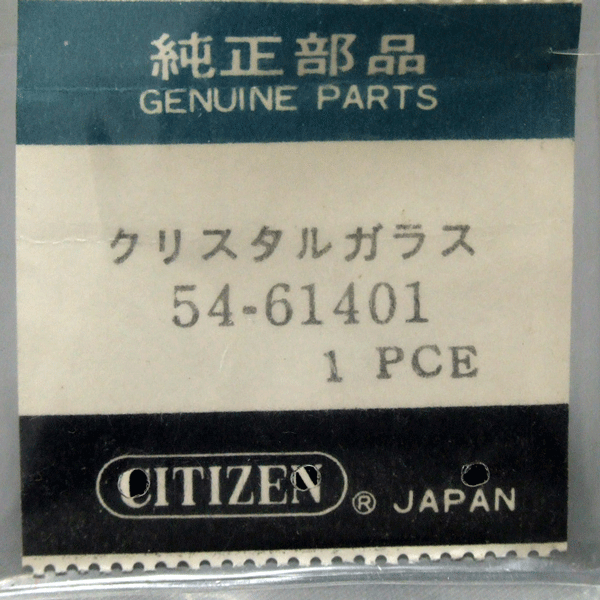 純正部品
GENUINE PARTS
クリスタルガラス
54-61401
1 PCE
CITIZEN ® JAPAN